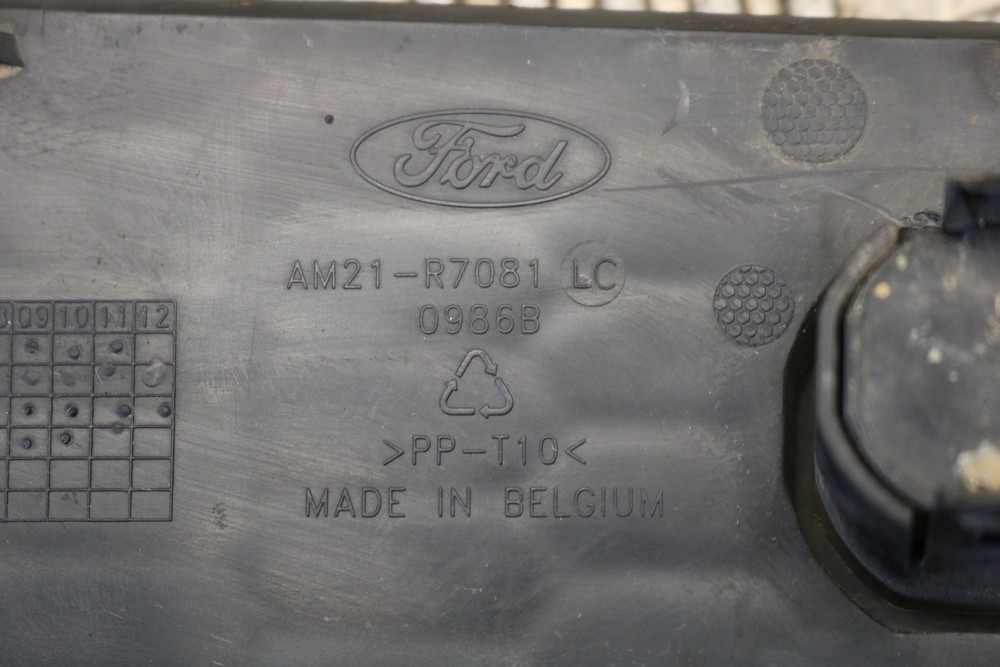 Ford
AM21-R7081 LC
0986B
09 10 11 12
>PP-T10<
MADE IN BELGIUM